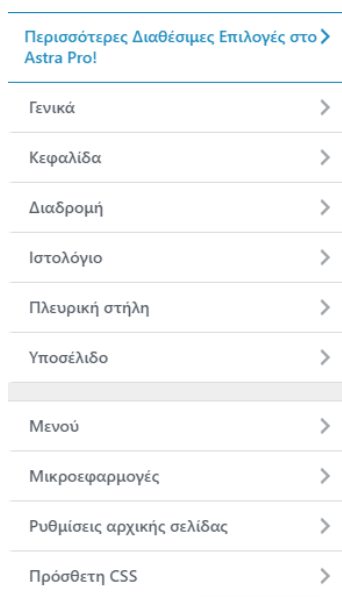 Περισσότερες Διαθέσιμες Επιλογές στο
Astra Pro!
Γενικά
Κεφαλίδα
Διαδρομή
Ιστολόγιο
Πλευρική στήλη
Υποσέλιδο
Μενού
Μικροεφαρμογές
Ρυθμίσεις αρχικής σελίδας
Πρόσθετη CSS